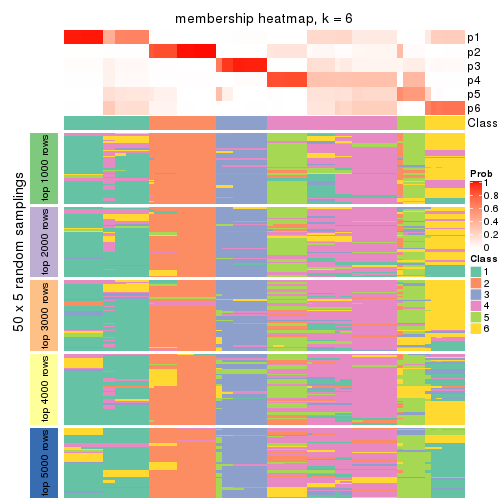 membership heatmap, k = 6
p1
p2
p3
p4
p5
p6
Class
50 x 5 random samplings
top 1000 rows
top 2000 rows
top 3000 rows
top 4000 rows
top 5000 rows
Prob
1
0.8
0.6
0.4
0.2
0
Class
1
2
3
4
5
6